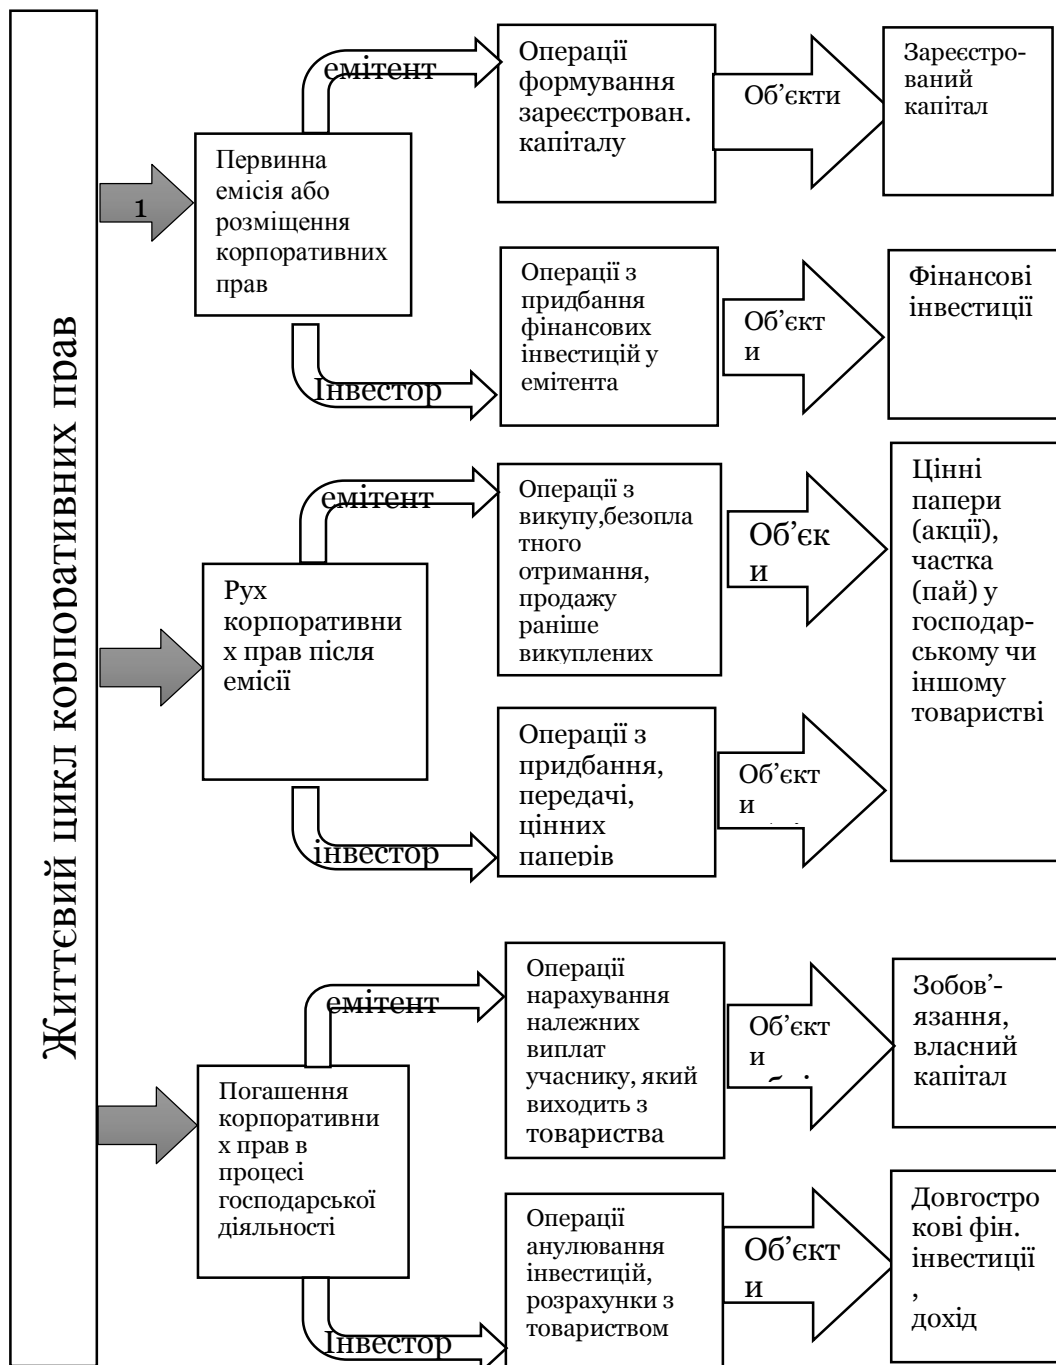 Життєвий цикл корпоративних прав
1
Первинна
емісія або
розміщення
корпоративних
прав
емітент
Операції
формування
зареєстрован.
капіталу
Об’єкти
Зареєстро-
ваний
капітал
Інвестор
Операції з
придбання
фінансових
інвестицій у
емітента
Об’єкт
и
Фінансові
інвестиції
Рух
корпоративни
х прав після
емісії
емітент
Операції з
викупу,безопла
тного
отримання,
продажу
раніше
викуплених
Об’єк
и
Цінні
папери
(акції),
частка
(пай) у
господар-
ському чи
іншому
товаристві
інвестор
Операції з
придбання,
передачі,
цінних
паперів
Об’єкт
и
Погашення
корпоративни
х прав в
процесі
господарської
діяльності
емітент
Операції
нарахування
належних
виплат
учаснику, який
виходить з
товариства
Об’єкт
и
Зобов’-
язання,
власний
капітал
Інвестор
Операції
анулювання
інвестицій,
розрахунки з
товариством
Об’єкт
и
Довгостро
кові фін.
інвестиції
,
дохід